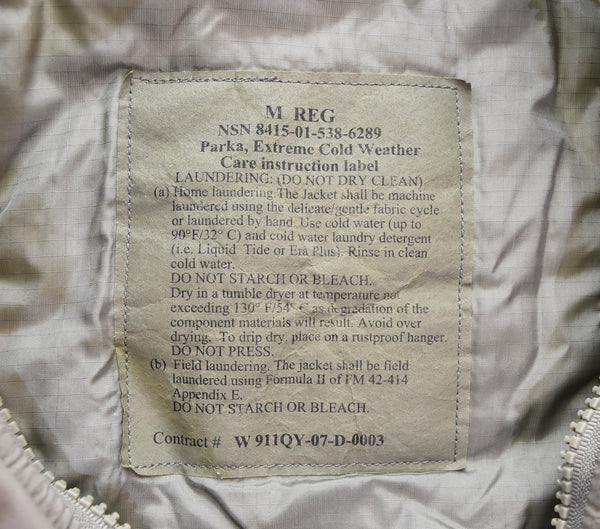 M REG
NSN 8415-01-538-6289
Parka, Extreme Cold Weather
Care instruction label
LAUNDERING: (DO NOT DRY CLEAN)
(a) Home laundering The Jacket shall be machine
laundered using the delicate/gentle fabric cycle
or laundered by hand. Use cold water (up to
90°F/32° C) and cold water laundry detergent
(i.e. Liquid Tide or Era Plus). Rinse in clean
cold water.
DO NOT STARCH OR BLEACH.
Dry in a tumble dryer at temperature not
exceeding 130° F/54° C as degradation of the
component materials will result. Avoid over
drying. To drip dry, place on a rustproof hanger.
DO NOT PRESS.
(b) Field laundering. The jacket shall be field
laundered using Formula II of FM 42-414
Appendix E.
DO NOT STARCH OR BLEACH.
Contract # W 911QY-07-D-0003